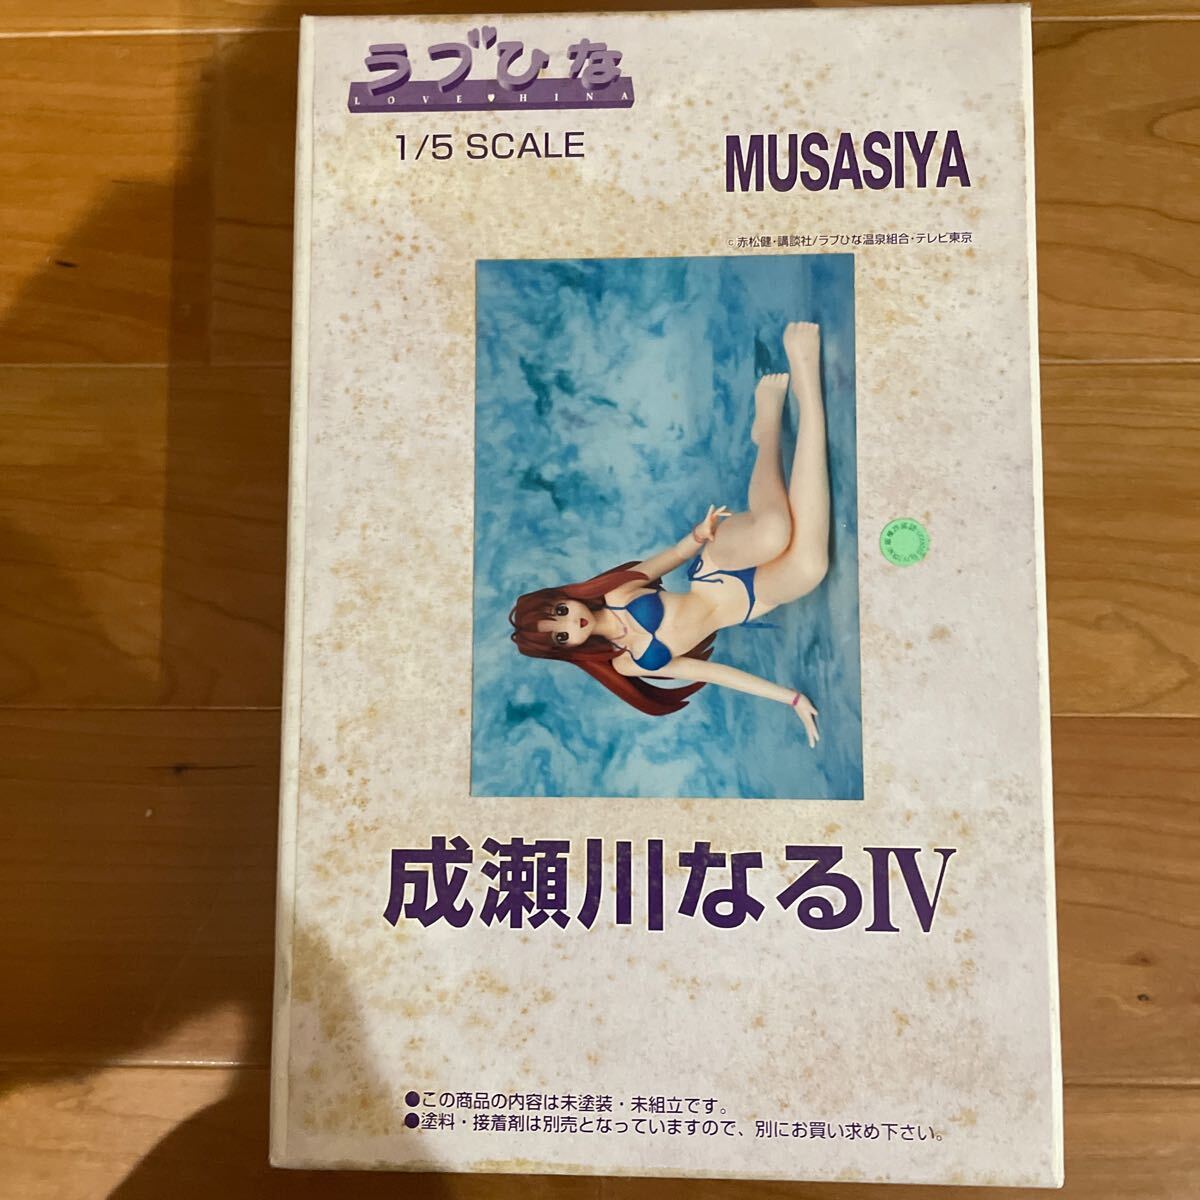 ラブひな
LOVE♥HINA
1/5 SCALE
MUSASIYA
©赤松健・講談社/ラブひな温泉組合・テレビ東京
成瀬川なるⅣ
●この商品の内容は未塗装・未組立です。
●塗料・接着剤は別売となっていますので、別にお買い求め下さい。